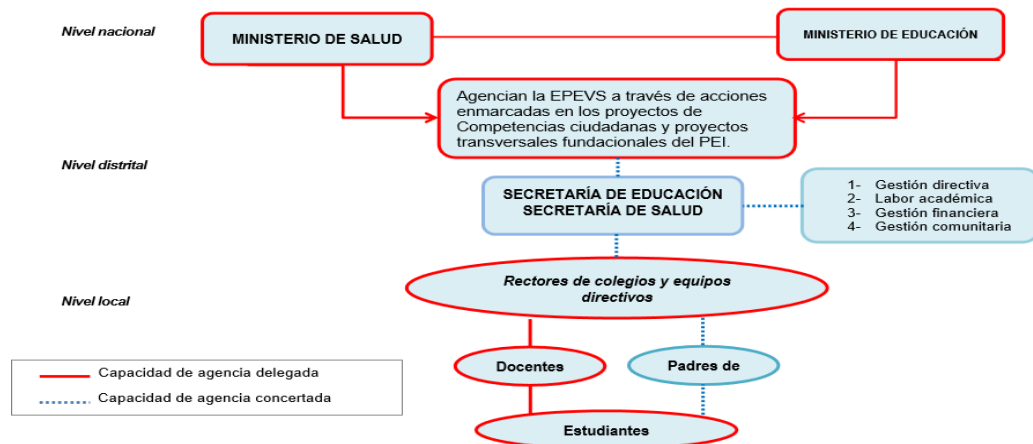 Nivel nacional
MINISTERIO DE SALUD
MINISTERIO DE EDUCACIÓN
Agencian la EPEVS a través de acciones
enmarcadas en los proyectos de
Competencias ciudadanas y proyectos
transversales fundacionales del PEI.
Nivel distrital
SECRETARÍA DE EDUCACIÓN
SECRETARÍA DE SALUD
1- Gestión directiva
2- Labor académica
3- Gestión financiera
4- Gestión comunitaria
Nivel local
Rectores de colegios y equipos
directivos
Docentes
Padres de
Estudiantes
Capacidad de agencia delegada
Capacidad de agencia concertada